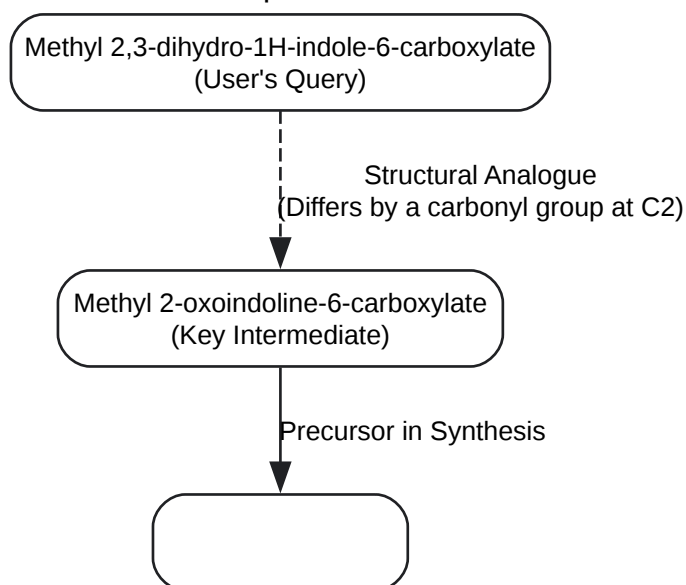 Methyl 2,3-dihydro-1H-indole-6-carboxylate
(User's Query)
Structural Analogue
(Differs by a carbonyl group at C2)
Methyl 2-oxoindoline-6-carboxylate
(Key Intermediate)
Precursor in Synthesis